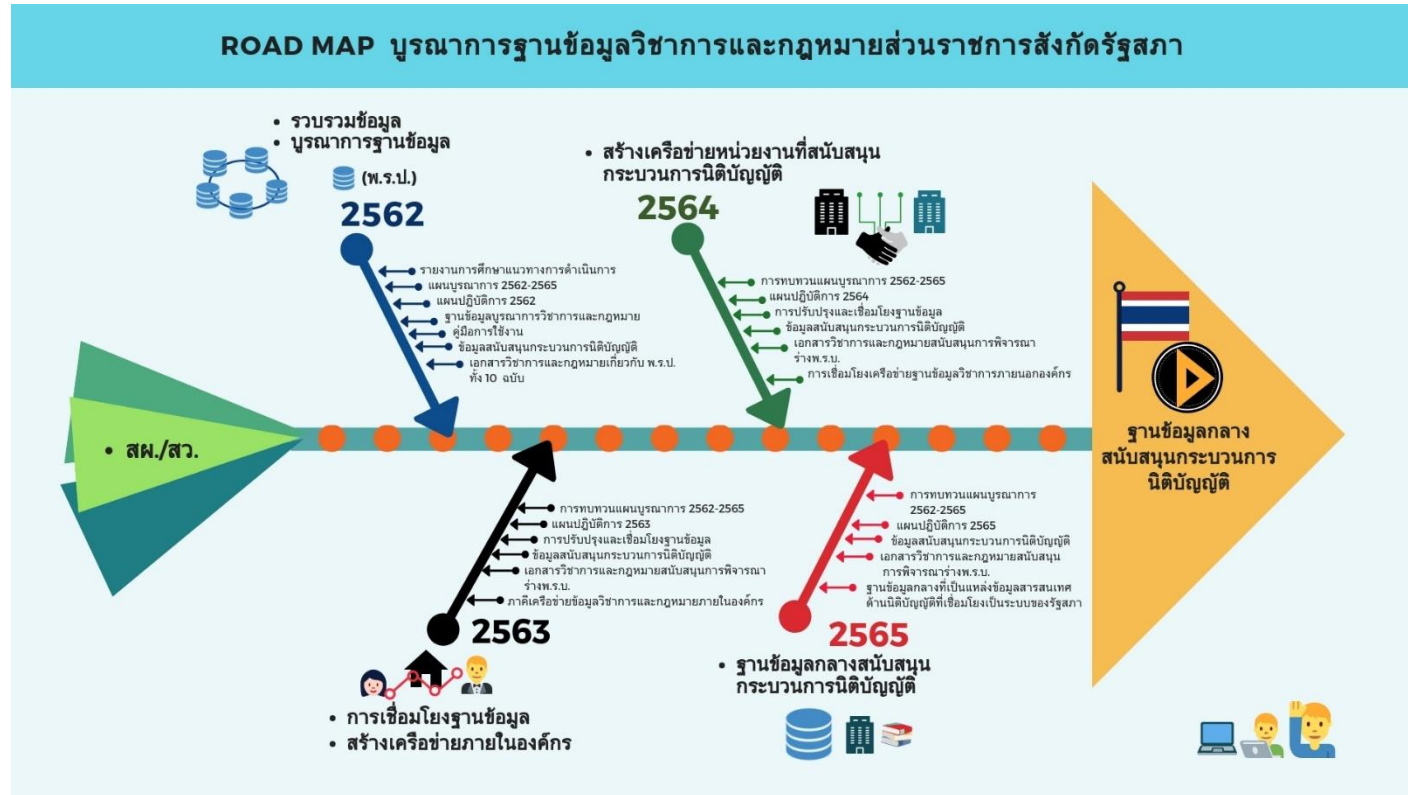 ROAD MAP บูรณาการฐานข้อมูลวิชาการและกฎหมายส่วนราชการสังกัดรัฐสภา
• รวบรวมข้อมูล
• บูรณาการฐานข้อมูล
(พ.ร.ป.)
2562
รายงานการศึกษาแนวทางการดำเนินการ
แผนบูรณาการ 2562-2565
แผนปฏิบัติการ 2562
ฐานข้อมูลบูรณาการวิชาการและกฎหมาย
คู่มือการใช้งาน
ข้อมูลสนับสนุนกระบวนการนิติบัญญัติ
เอกสารวิชาการและกฎหมายเกี่ยวกับ พ.ร.ป.
ทั้ง 10 ฉบับ
• สร้างเครือข่ายหน่วยงานที่สนับสนุน
กระบวนการนิติบัญญัติ
2564
การทบทวนแผนบูรณาการ 2562-2565
แผนปฏิบัติการ 2564
การปรับปรุงและเชื่อมโยงฐานข้อมูล
ข้อมูลสนับสนุนกระบวนการนิติบัญญัติ
เอกสารวิชาการและกฎหมายสนับสนุนการพิจารณา
ร่างพ.ร.บ.
การเชื่อมโยงเครือข่ายฐานข้อมูลวิชาการภายนอกองค์กร
• สผ./สว.
การทบทวนแผนบูรณาการ 2562-2565
แผนปฏิบัติการ 2563
การปรับปรุงและเชื่อมโยงฐานข้อมูล
ข้อมูลสนับสนุนกระบวนการนิติบัญญัติ
เอกสารวิชาการและกฎหมายสนับสนุนการพิจารณา
ร่างพ.ร.บ.
ภาคีเครือข่ายข้อมูลวิชาการและกฎหมายภายในองค์กร
2563
• การเชื่อมโยงฐานข้อมูล
• สร้างเครือข่ายภายในองค์กร
การทบทวนแผนบูรณาการ
2562-2565
แผนปฏิบัติการ 2565
ข้อมูลสนับสนุนกระบวนการนิติบัญญัติ
เอกสารวิชาการและกฎหมายสนับสนุน
การพิจารณาร่างพ.ร.บ.
ฐานข้อมูลกลางที่เป็นแหล่งข้อมูลสารสนเทศ
ด้านนิติบัญญัติที่เชื่อมโยงเป็นระบบของรัฐสภา
2565
• ฐานข้อมูลกลางสนับสนุน
กระบวนการนิติบัญญัติ
ฐานข้อมูลกลาง
สนับสนุนกระบวนการ
นิติบัญญัติ